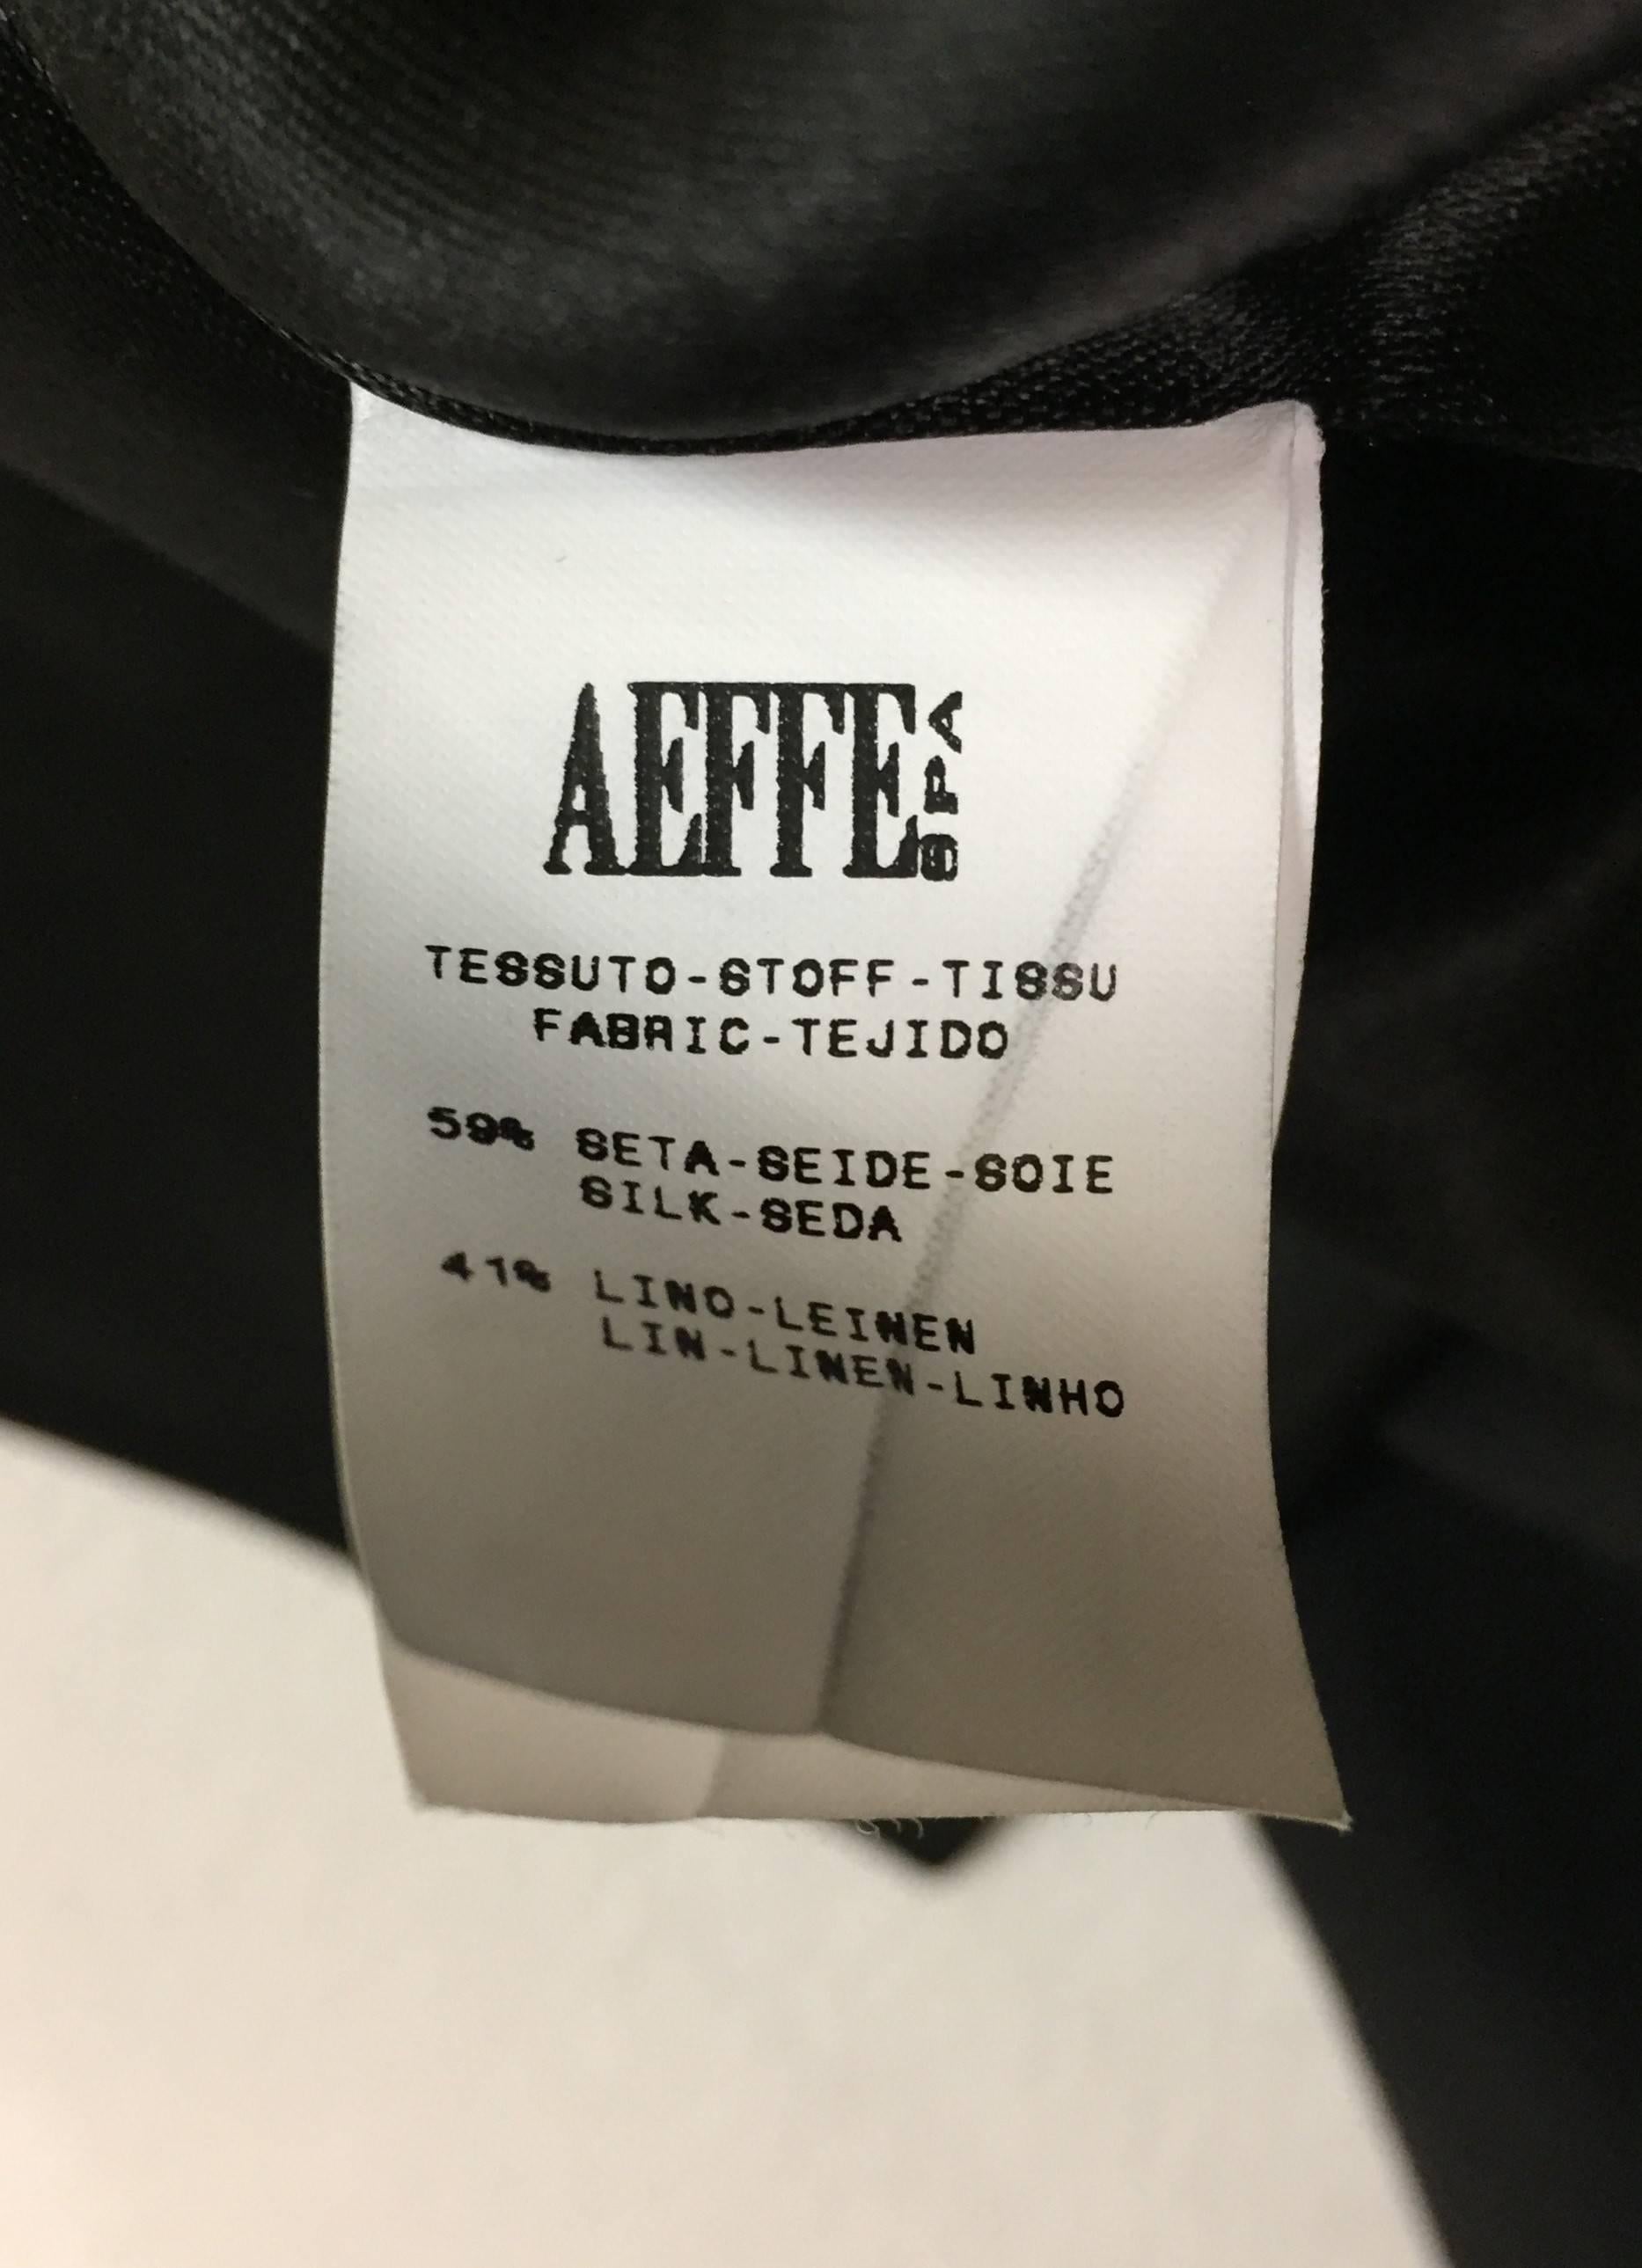 AEFFE SPA
TESSUTO-STOFF-TISSU
FABRIC-TEJIDO
59% SETA-SEIDE-SOIE
SILK-SEDA
41% LINO-LEINEN
LIN-LINEN-LINHO